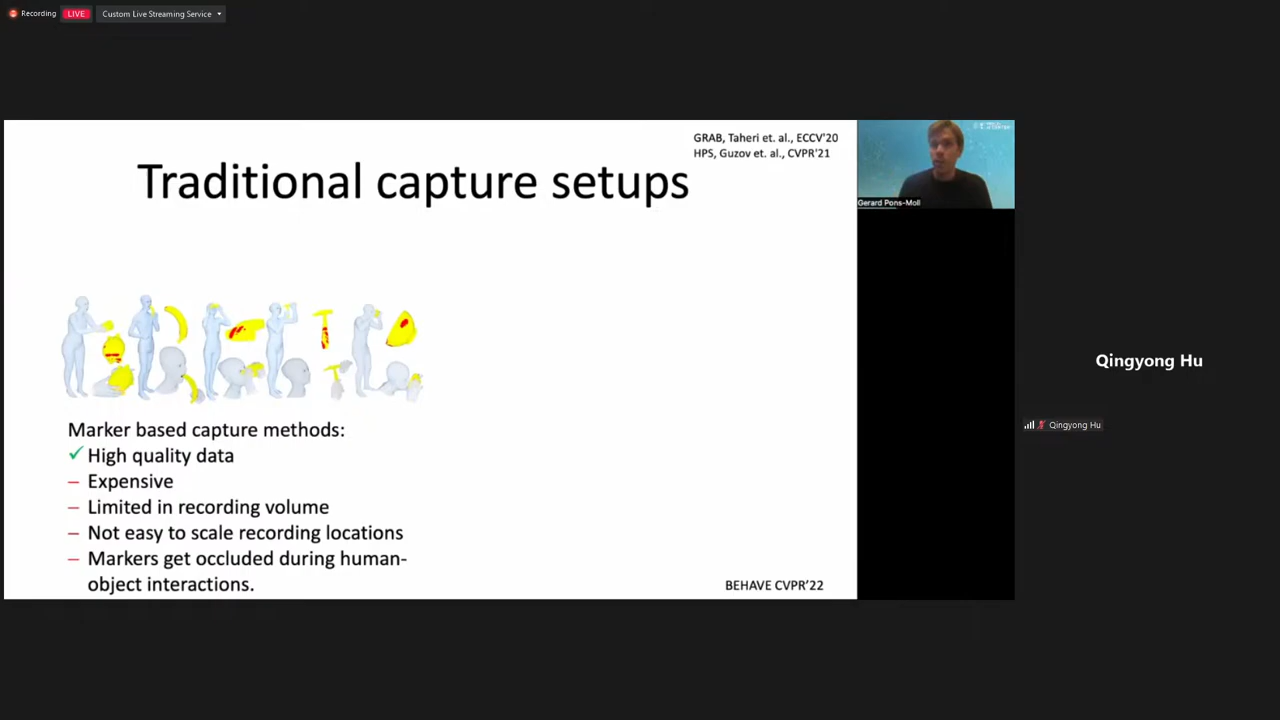 Recording
LIVE
Custom Live Streaming Service
GRAB, Taheri et. al., ECCV'20
HPS, Guzov et. al., CVPR'21
Traditional capture setups
Gerard Pons-Moll
Marker based capture methods:
✓ High quality data
– Expensive
– Limited in recording volume
– Not easy to scale recording locations
– Markers get occluded during human-
object interactions.
BEHAVE CVPR'22
Qingyong Hu
Qingyong Hu